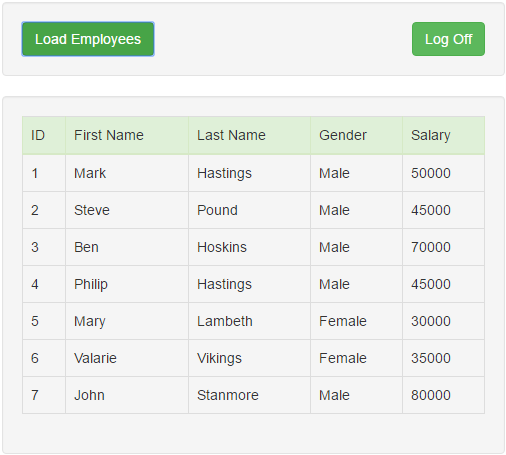 Load Employees Log Off
ID First Name Last Name Gender Salary
1 Mark Hastings Male 50000
2 Steve Pound Male 45000
3 Ben Hoskins Male 70000
4 Philip Hastings Male 45000
5 Mary Lambeth Female 30000
6 Valarie Vikings Female 35000
7 John Stanmore Male 80000